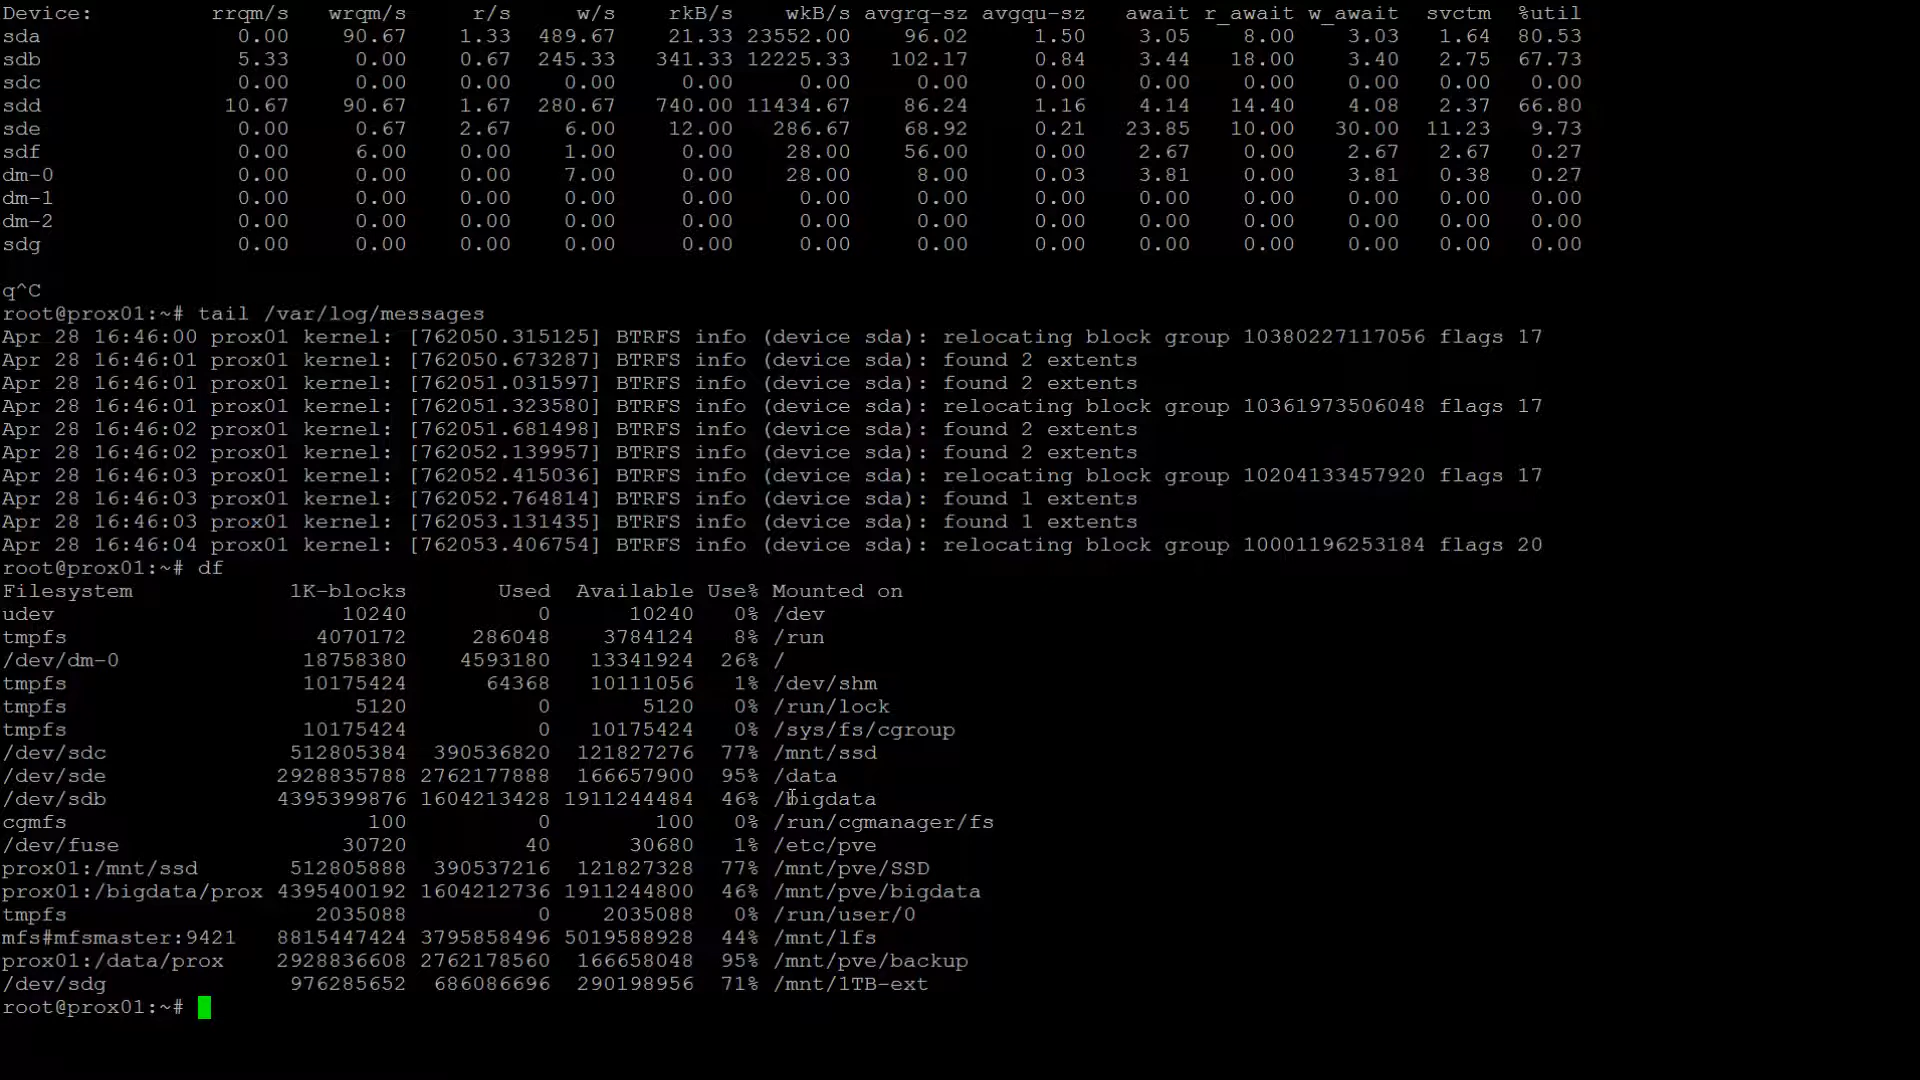 Device: rrqm/s wrqm/s r/s w/s rkB/s wkB/s avgrq-sz avgqu-sz await r_await w_await svctm %util
sda 0.00 90.67 1.33 489.67 21.33 23552.00 96.02 1.50 3.05 8.00 3.03 1.64 80.53
sdb 5.33 0.00 0.67 245.33 341.33 12225.33 102.17 0.84 3.44 18.00 3.40 2.75 67.73
sdc 0.00 0.00 0.00 0.00 0.00 0.00 0.00 0.00 0.00 0.00 0.00 0.00 0.00
sdd 10.67 90.67 1.67 280.67 740.00 11434.67 86.24 1.16 4.14 14.40 4.08 2.37 66.80
sde 0.00 0.67 2.67 6.00 12.00 286.67 68.92 0.21 23.85 10.00 30.00 11.23 9.73
sdf 0.00 6.00 0.00 1.00 0.00 28.00 56.00 0.00 2.67 0.00 2.67 2.67 0.27
dm-0 0.00 0.00 0.00 7.00 0.00 28.00 8.00 0.03 3.81 0.00 3.81 0.38 0.27
dm-1 0.00 0.00 0.00 0.00 0.00 0.00 0.00 0.00 0.00 0.00 0.00 0.00 0.00
dm-2 0.00 0.00 0.00 0.00 0.00 0.00 0.00 0.00 0.00 0.00 0.00 0.00 0.00
sdg 0.00 0.00 0.00 0.00 0.00 0.00 0.00 0.00 0.00 0.00 0.00 0.00 0.00
q^C
root@prox01:~# tail /var/log/messages
Apr 28 16:46:00 prox01 kernel: [762050.315125] BTRFS info (device sda): relocating block group 10380227117056 flags 17
Apr 28 16:46:01 prox01 kernel: [762050.673287] BTRFS info (device sda): found 2 extents
Apr 28 16:46:01 prox01 kernel: [762051.031597] BTRFS info (device sda): found 2 extents
Apr 28 16:46:01 prox01 kernel: [762051.323580] BTRFS info (device sda): relocating block group 10361973506048 flags 17
Apr 28 16:46:02 prox01 kernel: [762051.681498] BTRFS info (device sda): found 2 extents
Apr 28 16:46:02 prox01 kernel: [762052.139957] BTRFS info (device sda): found 2 extents
Apr 28 16:46:03 prox01 kernel: [762052.415036] BTRFS info (device sda): relocating block group 10204133457920 flags 17
Apr 28 16:46:03 prox01 kernel: [762052.764814] BTRFS info (device sda): found 1 extents
Apr 28 16:46:03 prox01 kernel: [762053.131435] BTRFS info (device sda): found 1 extents
Apr 28 16:46:04 prox01 kernel: [762053.406754] BTRFS info (device sda): relocating block group 10001196253184 flags 20
root@prox01:~# df
Filesystem 1K-blocks Used Available Use% Mounted on
udev 10240 0 10240 0% /dev
tmpfs 4070172 286048 3784124 8% /run
/dev/dm-0 18758380 4593180 13341924 26% /
tmpfs 10175424 64368 10111056 1% /dev/shm
tmpfs 5120 0 5120 0% /run/lock
tmpfs 10175424 0 10175424 0% /sys/fs/cgroup
/dev/sdc 512805384 390536820 121827276 77% /mnt/ssd
/dev/sde 2928835788 2762177888 166657900 95% /data
/dev/sdb 4395399876 1604213428 1911244484 46% /bigdata
cgmfs 100 0 100 0% /run/cgmanager/fs
/dev/fuse 30720 40 30680 1% /etc/pve
prox01:/mnt/ssd 512805888 390537216 121827328 77% /mnt/pve/SSD
prox01:/bigdata/prox 4395400192 1604212736 1911244800 46% /mnt/pve/bigdata
tmpfs 2035088 0 2035088 0% /run/user/0
mfs#mfsmaster:9421 8815447424 3795858496 5019588928 44% /mnt/lfs
prox01:/data/prox 2928836608 2762178560 166658048 95% /mnt/pve/backup
/dev/sdg 976285652 686086696 290198956 71% /mnt/1TB-ext
root@prox01:~#